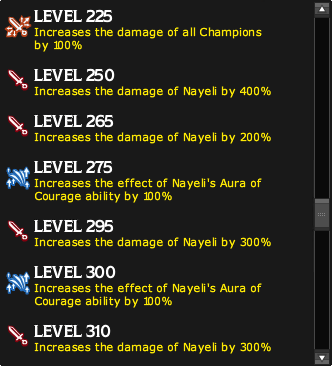 LEVEL 225
Increases the damage of all Champions
by 100%
LEVEL 250
Increases the damage of Nayeli by 400%
LEVEL 265
Increases the damage of Nayeli by 200%
LEVEL 275
Increases the effect of Nayeli's Aura of
Courage ability by 100%
LEVEL 295
Increases the damage of Nayeli by 300%
LEVEL 300
Increases the effect of Nayeli's Aura of
Courage ability by 100%
LEVEL 310
Increases the damage of Nayeli by 300%